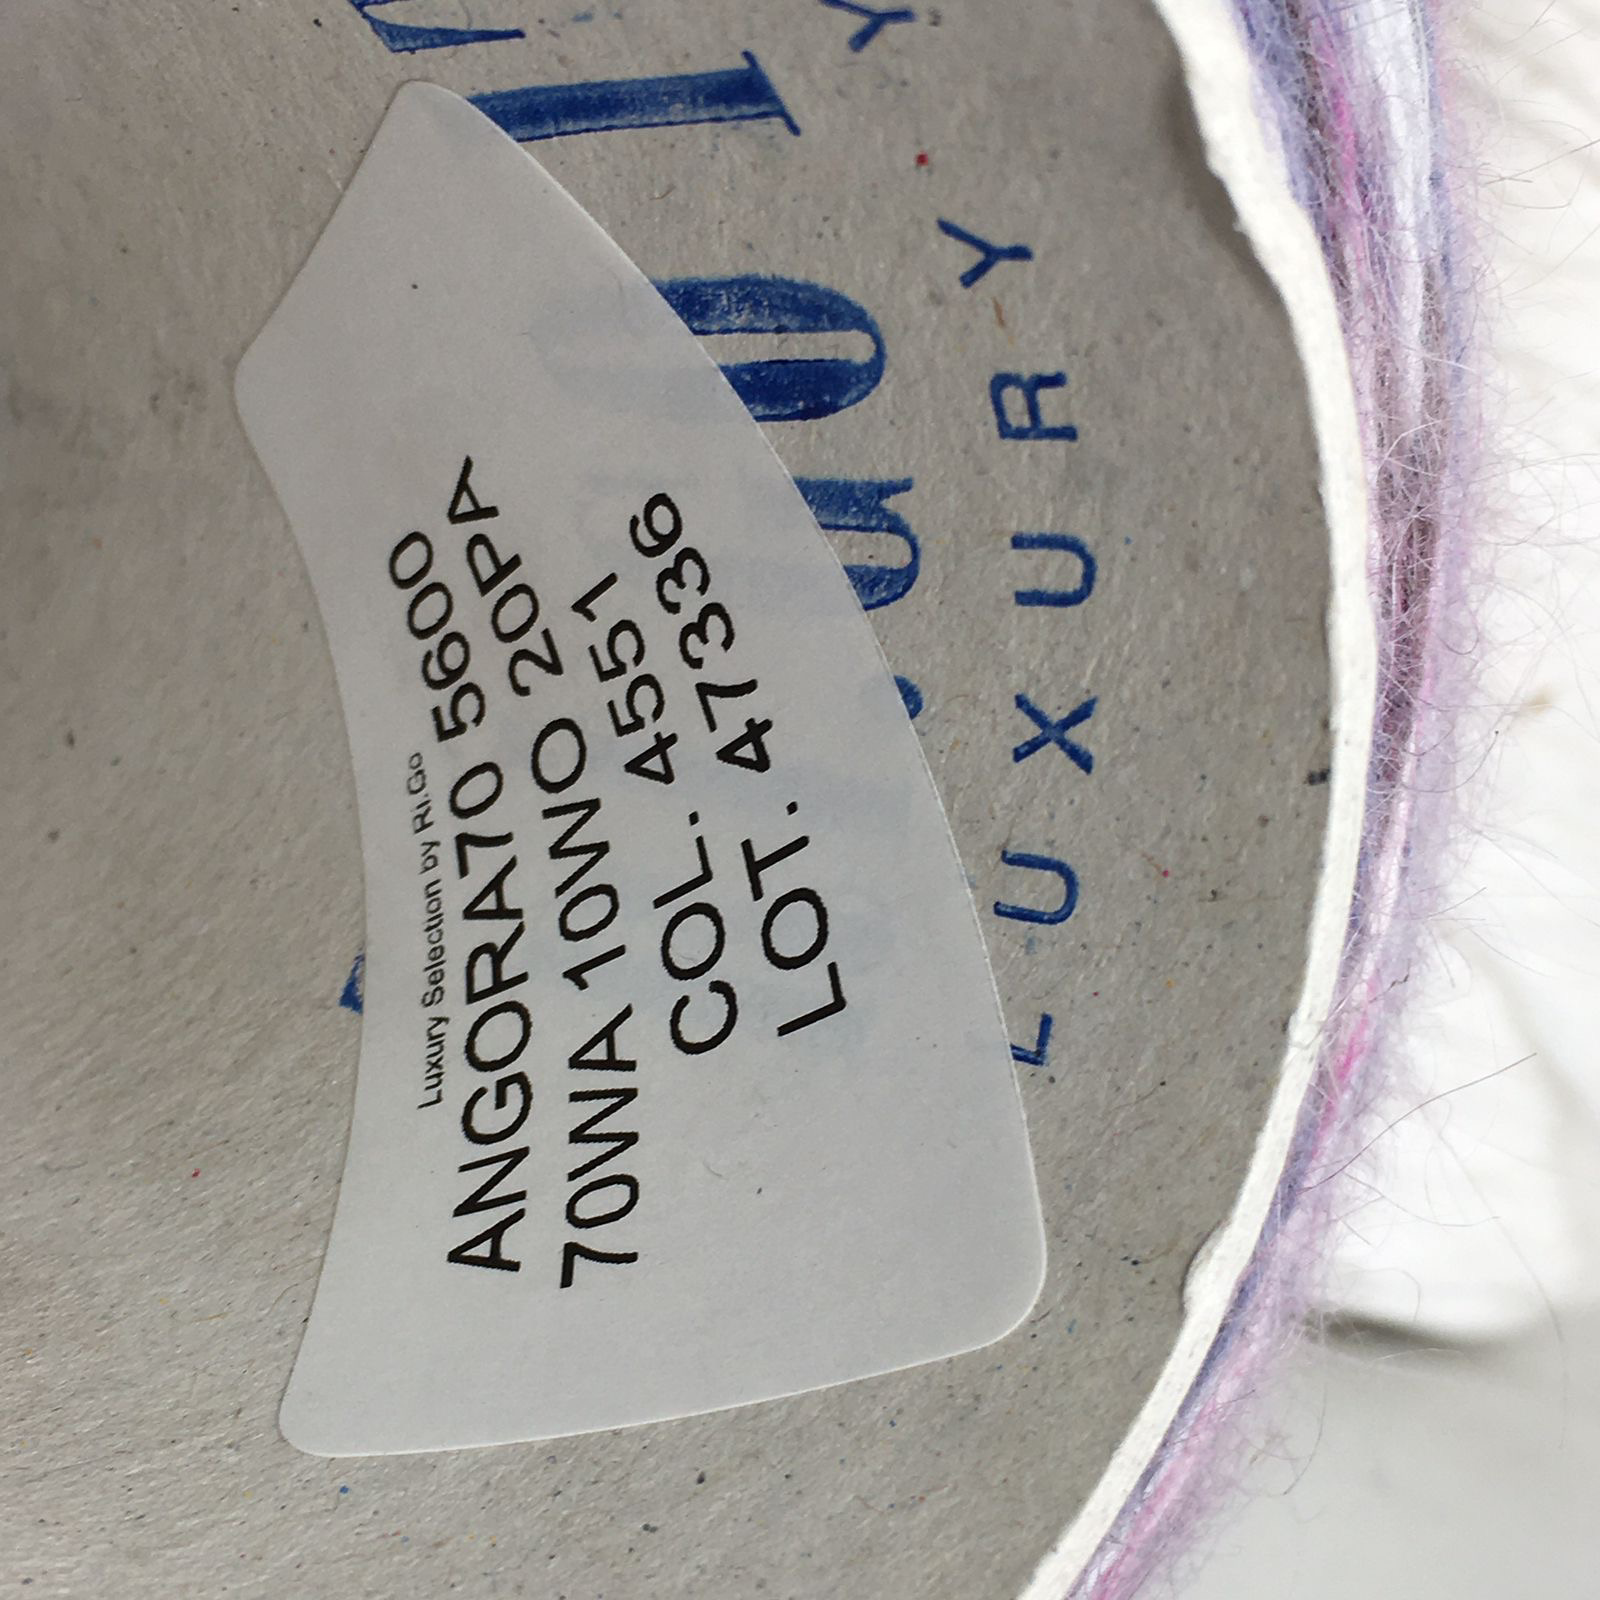 Luxury Selection by RI.Go
ANGORA70 5600
70WA 10WO 20PA
COL. 4551
LOT. 47336
LUXURY